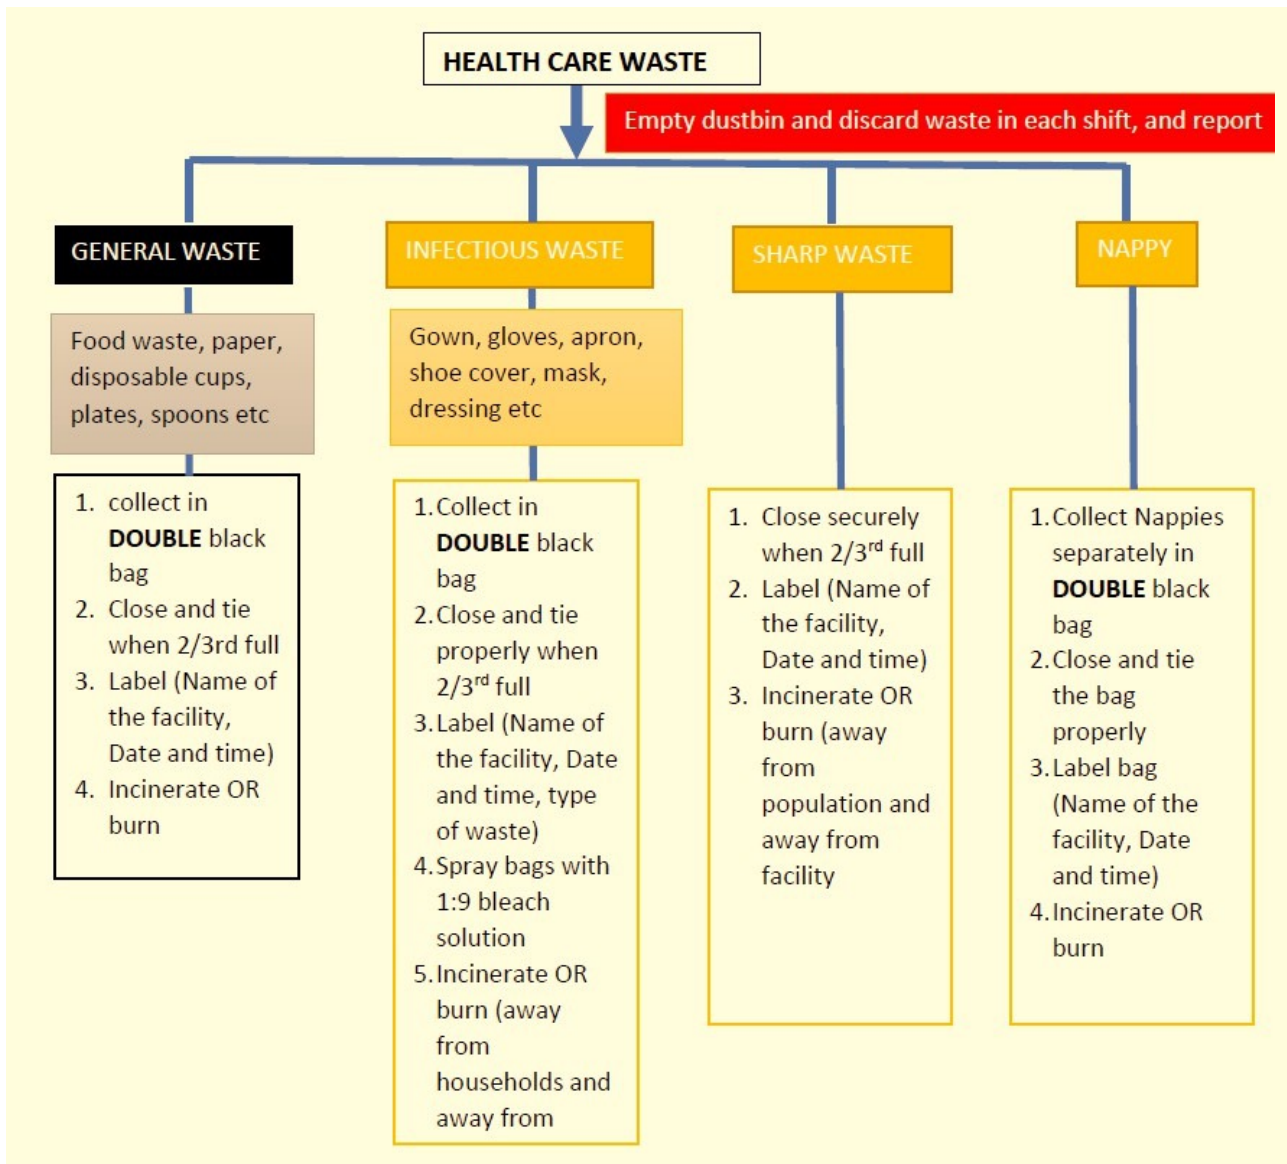 HEALTH CARE WASTE
Empty dustbin and discard waste in each shift, and report
GENERAL WASTE
Food waste, paper,
disposable cups,
plates, spoons etc
1. collect in
DOUBLE black
bag
2. Close and tie
when 2/3rd full
3. Label (Name of
the facility,
Date and time)
4. Incinerate OR
burn
INFECTIOUS WASTE
Gown, gloves, apron,
shoe cover, mask,
dressing etc
1. Collect in
DOUBLE black
bag
2. Close and tie
properly when
2/3rd full
3. Label (Name of
the facility, Date
and time, type
of waste)
4. Spray bags with
1:9 bleach
solution
5. Incinerate OR
burn (away
from
households and
away from
SHARP WASTE
1. Close securely
when 2/3rd full
2. Label (Name of
the facility,
Date and time)
3. Incinerate OR
burn (away
from
population and
away from
facility
NAPPY
1. Collect Nappies
separately in
DOUBLE black
bag
2. Close and tie
the bag
properly
3. Label bag
(Name of the
facility, Date
and time)
4. Incinerate OR
burn